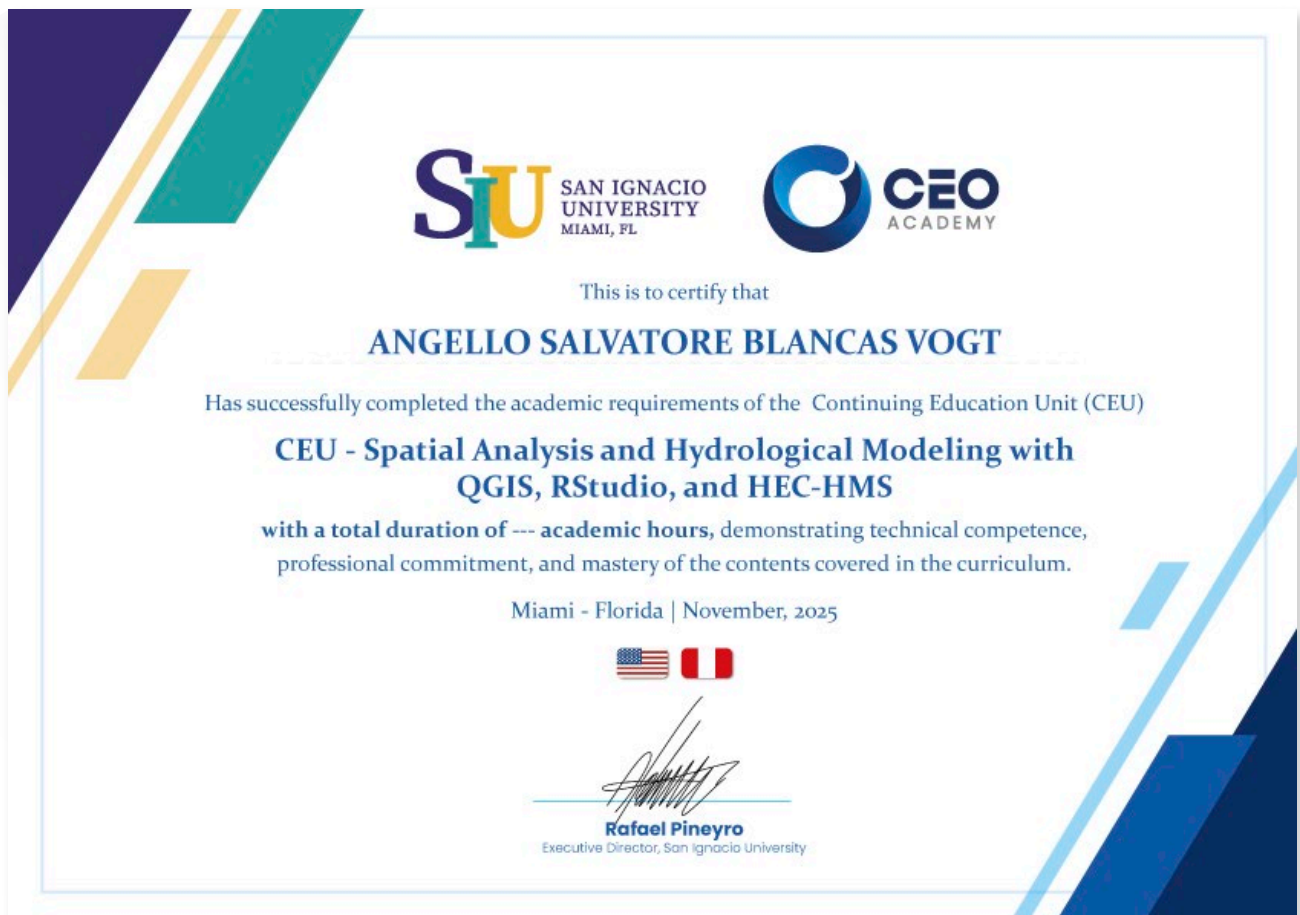 SIU SAN IGNACIO
UNIVERSITY
MIAMI, FL
CEO
ACADEMY
This is to certify that
ANGELLO SALVATORE BLANCAS VOGT
Has successfully completed the academic requirements of the Continuing Education Unit (CEU)
CEU - Spatial Analysis and Hydrological Modeling with
QGIS, RStudio, and HEC-HMS
with a total duration of --- academic hours, demonstrating technical competence,
professional commitment, and mastery of the contents covered in the curriculum.
Miami - Florida | November, 2025
Rafael Pineyro
Executive Director, San Ignacio University